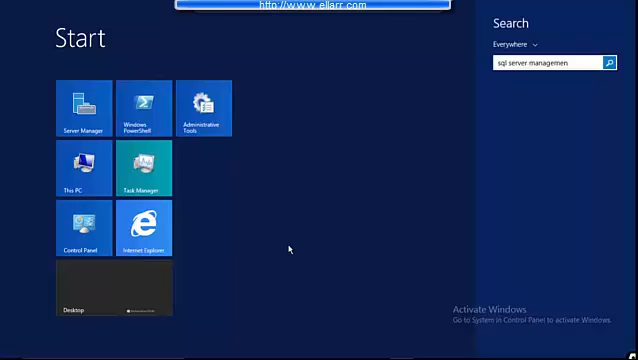 http://www.ellarr.com
Start
Search
Everywhere
sql server managemen
Server Manager
Windows
PowerShell
Administrative
Tools
This PC
Task Manager
Control Panel
Internet Explorer
Desktop
Activate Windows
Go to System in Control Panel to activate Windows.